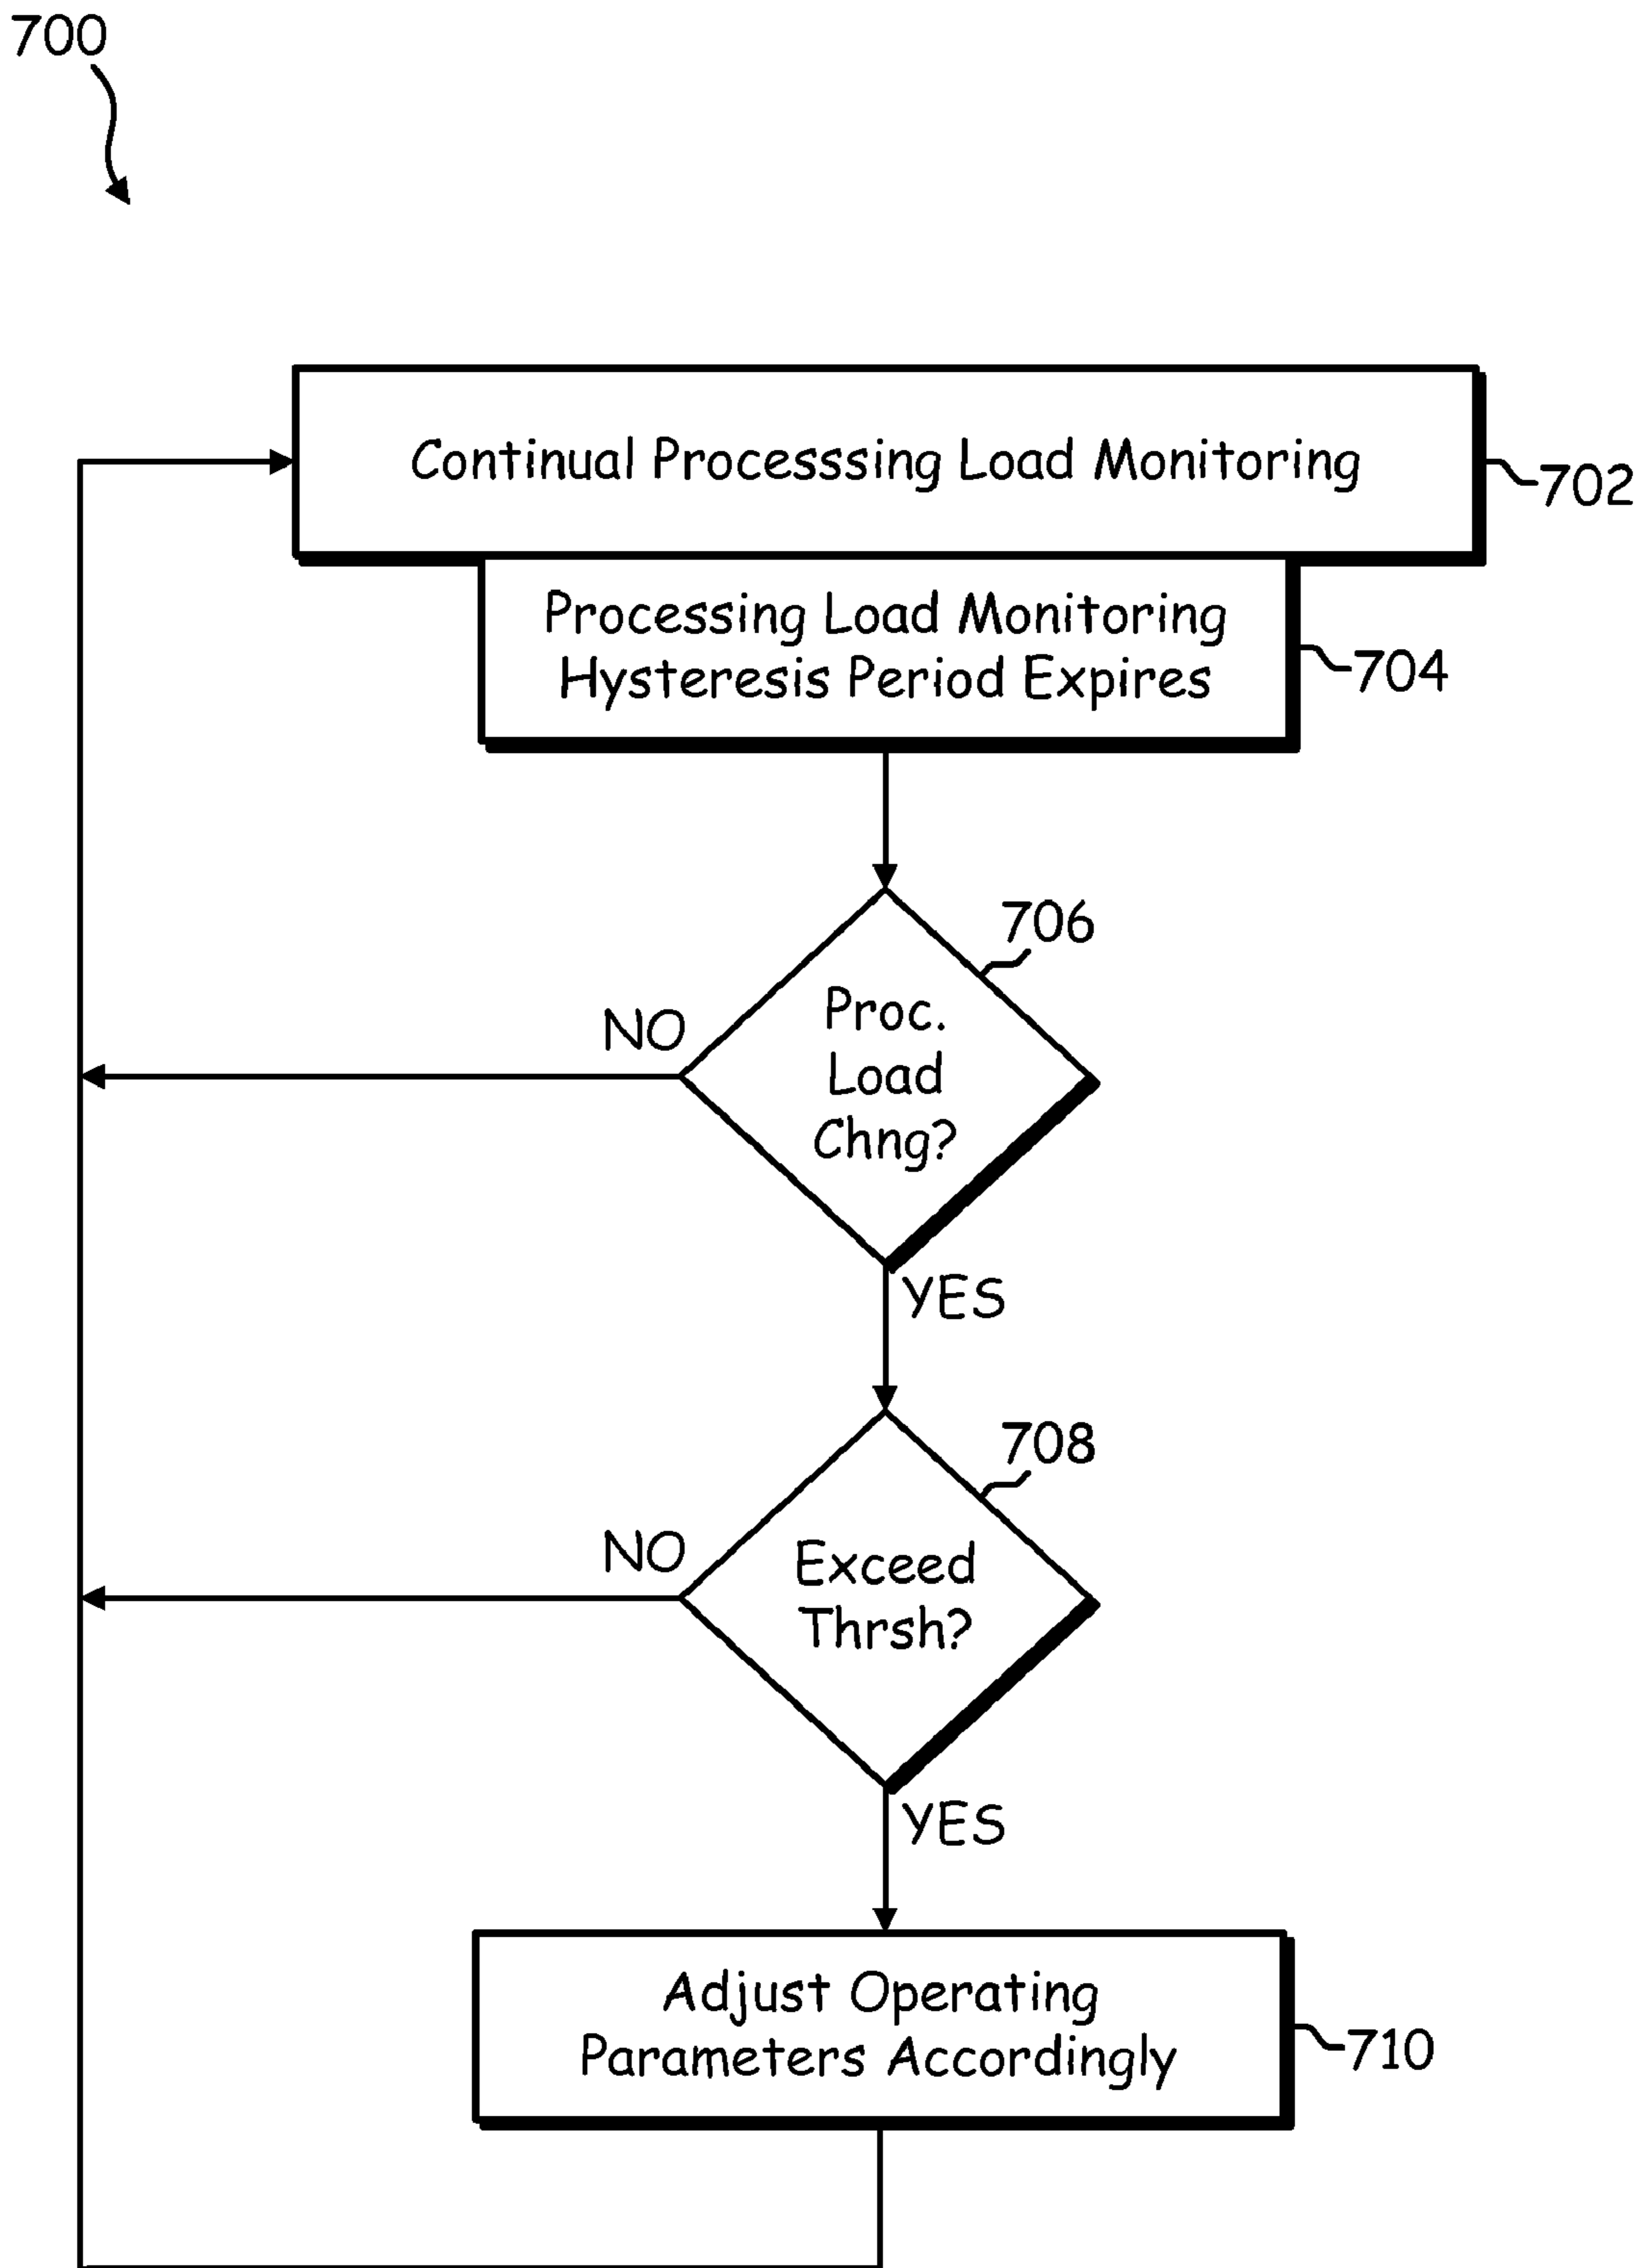 700
Continual Processsing Load Monitoring
702
Processing Load Monitoring
Hysteresis Period Expires
704
706
Proc.
Load
Chng?
NO
YES
708
Exceed
Thrsh?
NO
YES
Adjust Operating
Parameters Accordingly
710